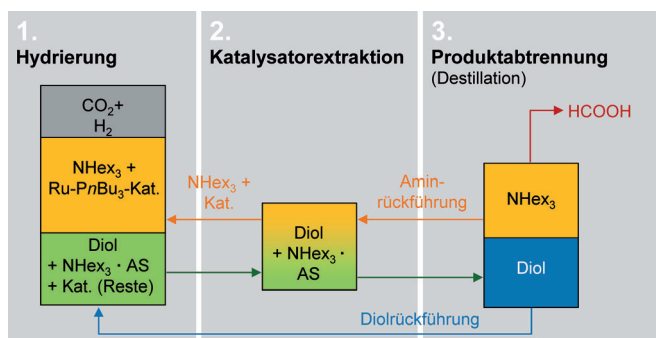 1.
Hydrierung
2.
Katalysatorextraktion
3.
Produktabtrennung
(Destillation)
CO₂+
H₂
NHex₃ +
Ru-PnBu₃-Kat.
Diol
+ NHex₃ · AS
+ Kat. (Reste)
NHex₃ +
Kat.
Diol
+ NHex₃ ·
AS
Amin-
rückführung
HCOOH
NHex₃
Diol
Diolrückführung